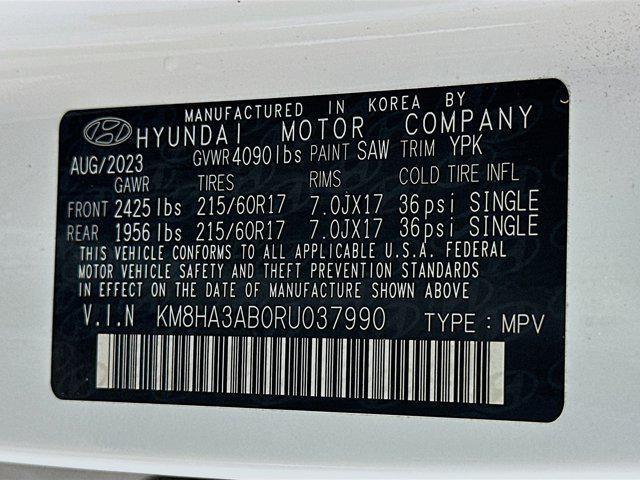 MANUFACTURED IN KOREA BY
HYUNDAI MOTOR COMPANY
AUG/2023 GVWR 4090lbs PAINT SAW TRIM YPK
GAWR TIRES RIMS COLD TIRE INFL
FRONT 2425 lbs 215/60R17 7.0JX17 36psi SINGLE
REAR 1956 lbs 215/60R17 7.0JX17 36psi SINGLE
THIS VEHICLE CONFORMS TO ALL APPLICABLE U.S.A. FEDERAL
MOTOR VEHICLE SAFETY AND THEFT PREVENTION STANDARDS
IN EFFECT ON THE DATE OF MANUFACTURE SHOWN ABOVE
V.I.N KM8HA3AB0RU037990 TYPE : MPV